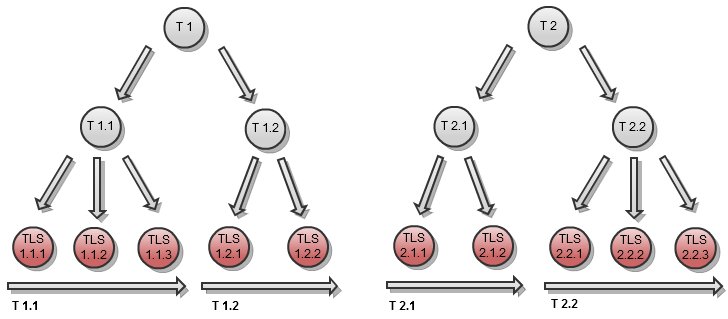 T 1
T 2
T 1.1
T 1.2
T 2.1
T 2.2
TLS
1.1.1
TLS
1.1.2
TLS
1.1.3
TLS
1.2.1
TLS
1.2.2
TLS
2.1.1
TLS
2.1.2
TLS
2.2.1
TLS
2.2.2
TLS
2.2.3
T 1.1
T 1.2
T 2.1
T 2.2